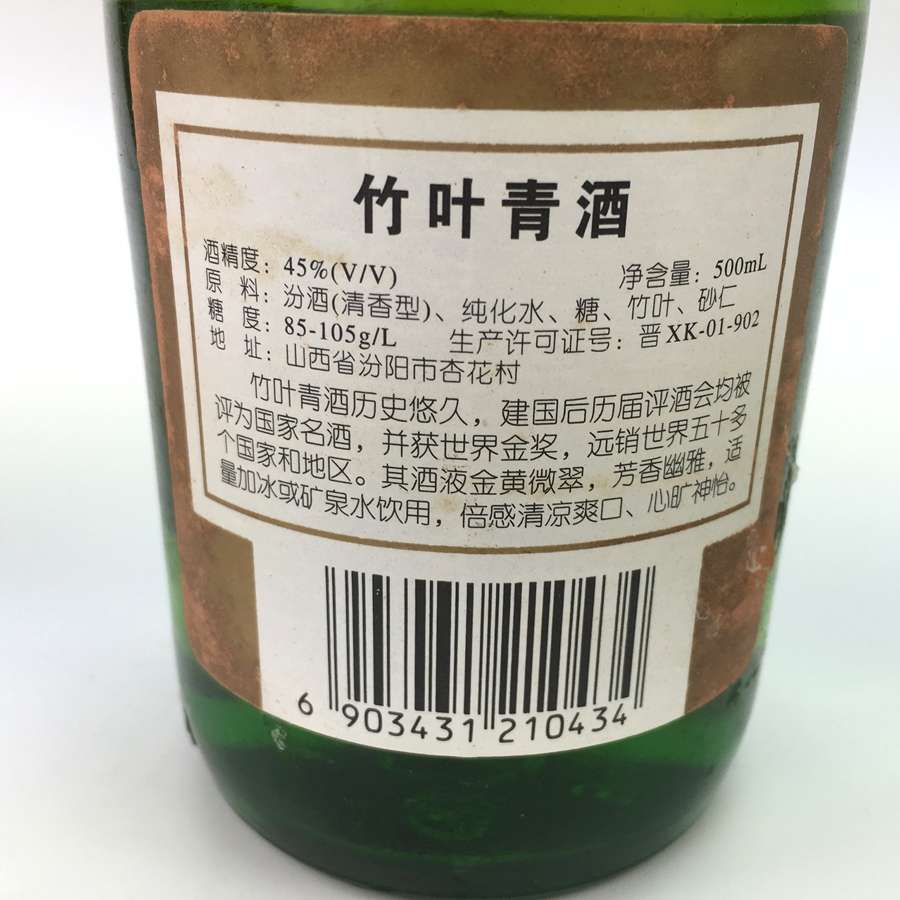 竹叶青酒
酒精度：45%(V/V) 净含量：500mL
原 料：汾酒(清香型)、纯化水、糖、竹叶、砂仁
糖 度：85-105g/L 生产许可证号：晋XK-01-902
地 址：山西省汾阳市杏花村
竹叶青酒历史悠久，建国后历届评酒会均被
评为国家名酒，并获世界金奖，远销世界五十多
个国家和地区。其酒液金黄微翠，芳香幽雅，适
量加冰或矿泉水饮用，倍感清凉爽口、心旷神怡。
6 903431 210434